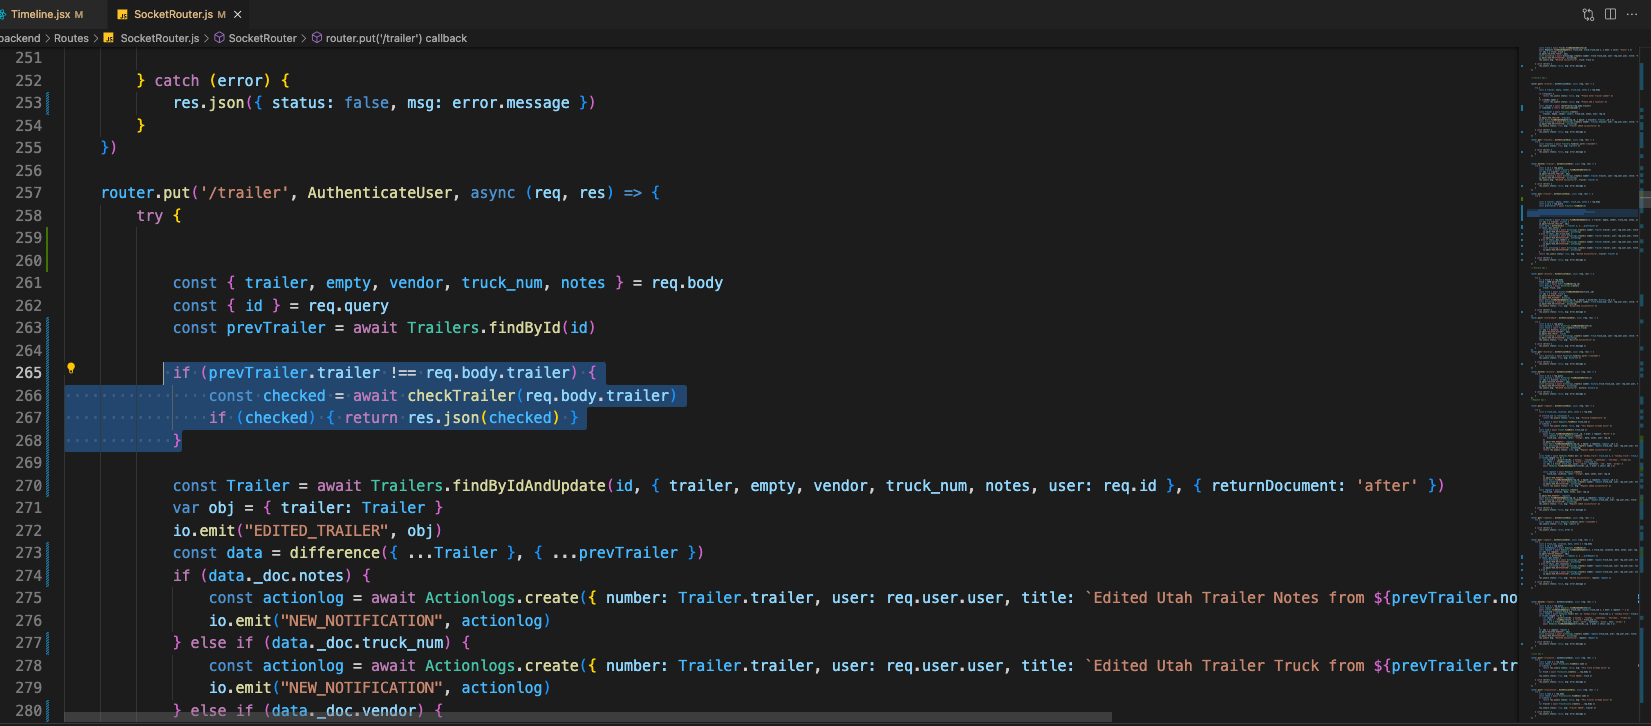 Timeline.jsx M
JS SocketRouter.js M ×
backend > Routes > JS SocketRouter.js > SocketRouter > router.put('/trailer') callback
251
252 } catch (error) {
253 res.json({ status: false, msg: error.message })
254 }
255 })
256
257 router.put('/trailer', AuthenticateUser, async (req, res) => {
258 try {
259
260
261 const { trailer, empty, vendor, truck_num, notes } = req.body
262 const { id } = req.query
263 const prevTrailer = await Trailers.findById(id)
264
265 if (prevTrailer.trailer !== req.body.trailer) {
266 const checked = await checkTrailer(req.body.trailer)
267 if (checked) { return res.json(checked) }
268 }
269
270 const Trailer = await Trailers.findByIdAndUpdate(id, { trailer, empty, vendor, truck_num, notes, user: req.id }, { returnDocument: 'after' })
271 var obj = { trailer: Trailer }
272 io.emit("EDITED_TRAILER", obj)
273 const data = difference({ ...Trailer }, { ...prevTrailer })
274 if (data._doc.notes) {
275 const actionlog = await Actionlogs.create({ number: Trailer.trailer, user: req.user.user, title: `Edited Utah Trailer Notes from ${prevTrailer.no
276 io.emit("NEW_NOTIFICATION", actionlog)
277 } else if (data._doc.truck_num) {
278 const actionlog = await Actionlogs.create({ number: Trailer.trailer, user: req.user.user, title: `Edited Utah Trailer Truck from ${prevTrailer.tr
279 io.emit("NEW_NOTIFICATION", actionlog)
280 } else if (data._doc.vendor) {